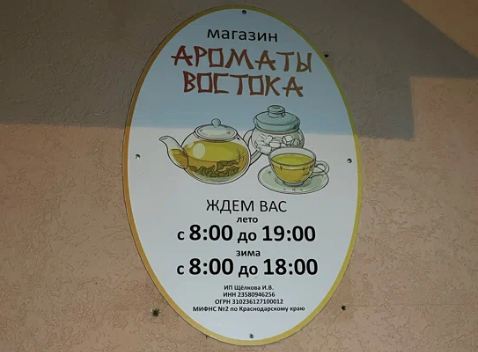 магазин
АРОМАТЫ
ВОСТОКА
ЖДЕМ ВАС
лето
с 8:00 до 19:00
зима
с 8:00 до 18:00
ИП Щёлкова И.В.
ИНН 23580946256
ОГРН 310236127100012
МИФНС №2 по Краснодарскому краю